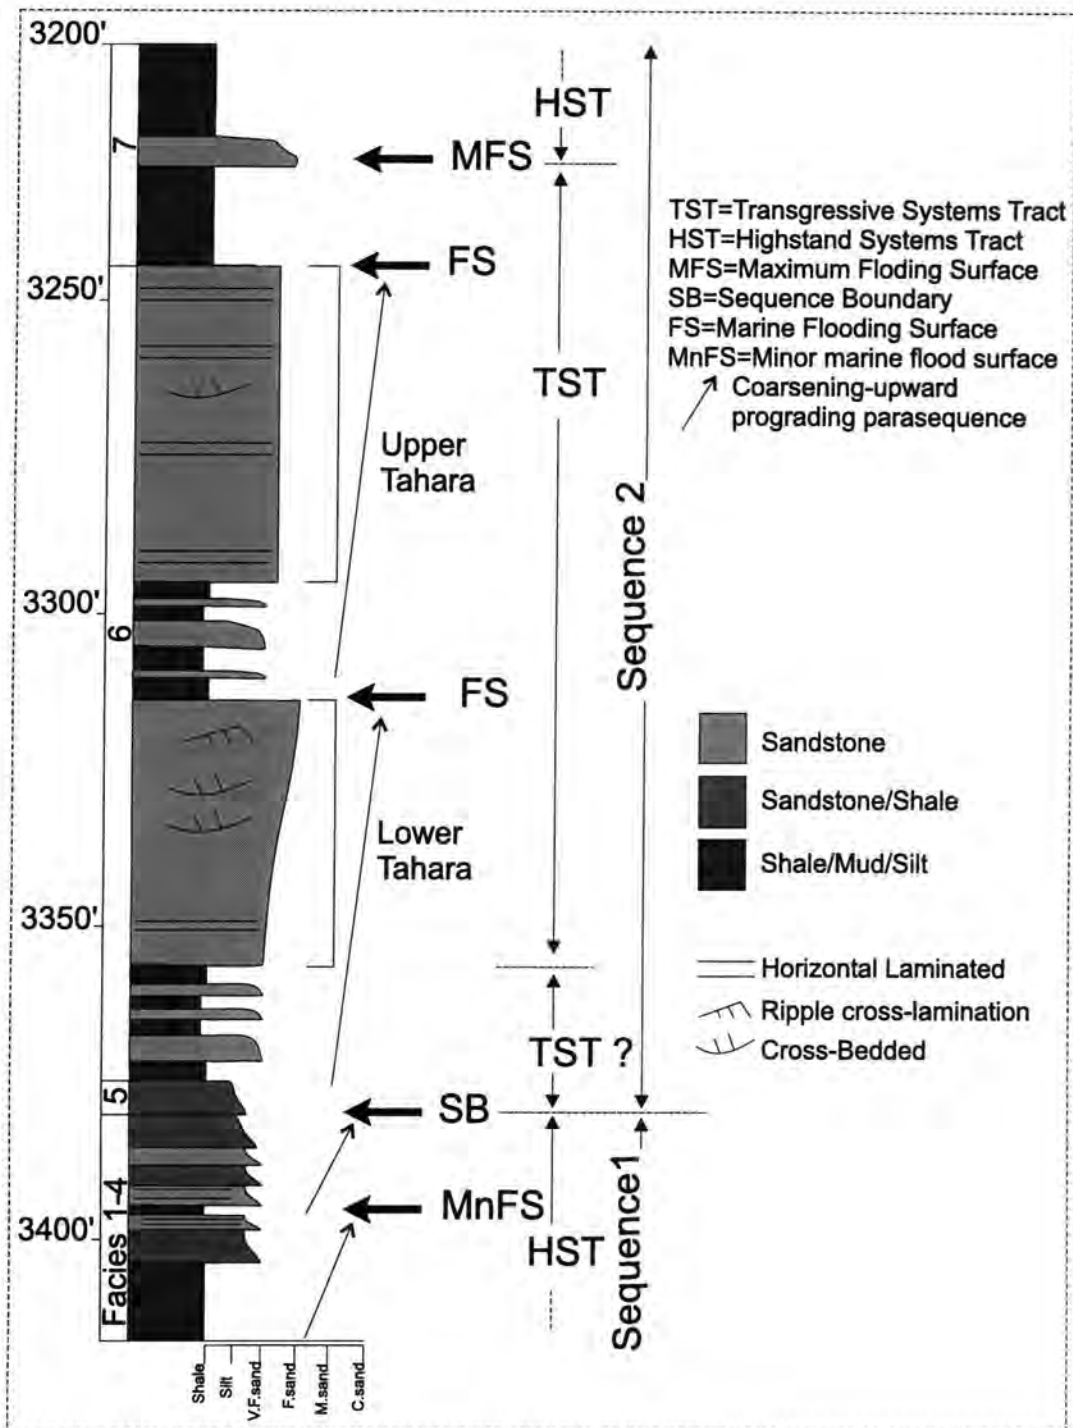 3200'
HST
7
MFS
TST=Transgressive Systems Tract
HST=Highstand Systems Tract
MFS=Maximum Floding Surface
SB=Sequence Boundary
FS=Marine Flooding Surface
MnFS=Minor marine flood surface
Coarsening-upward
prograding parasequence
FS
3250'
TST
Upper
Tahara
Sequence 2
3300'
6
FS
Sandstone
Sandstone/Shale
Shale/Mud/Silt
Lower
Tahara
3350'
Horizontal Laminated
Ripple cross-lamination
Cross-Bedded
TST ?
5
SB
Sequence1
MnFS
HST
3400'
Facies 1-4
Shale
Silt
V.F.sand
F.sand
M.sand
C.sand